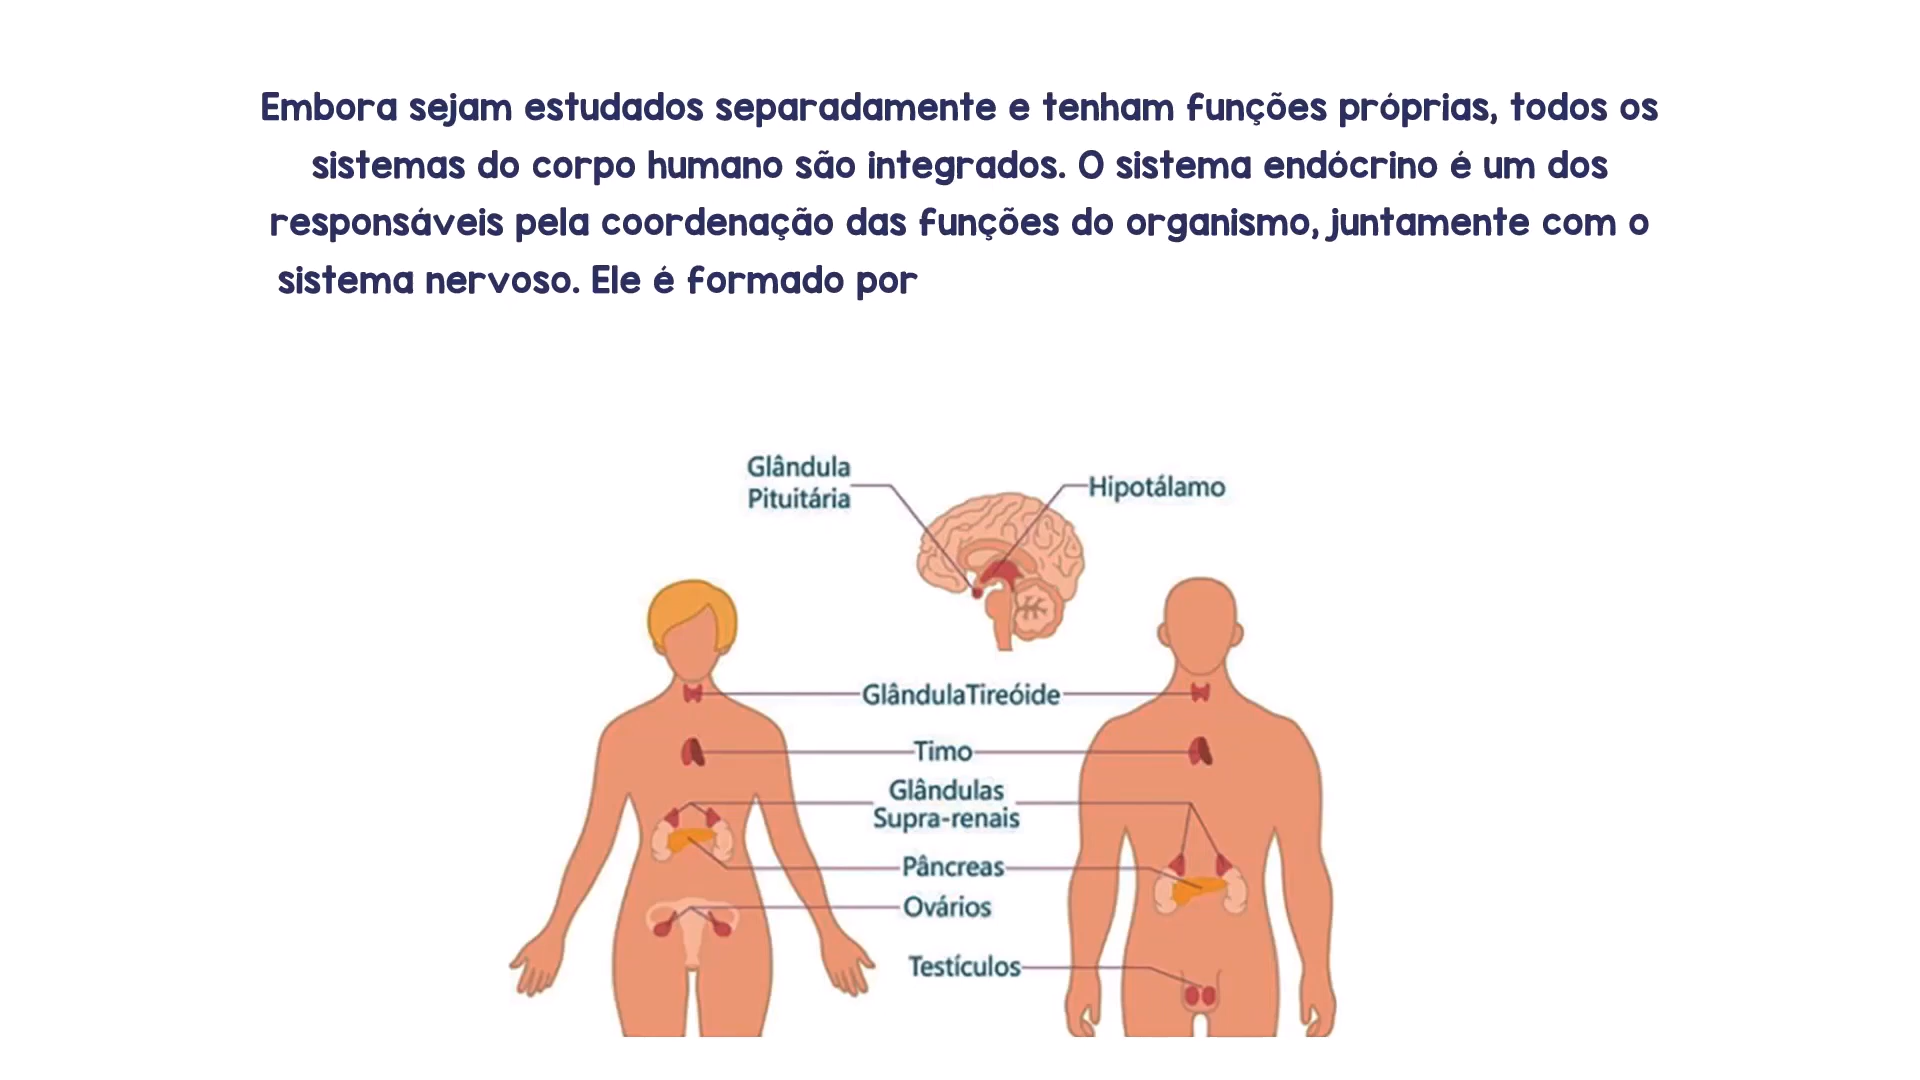 Embora sejam estudados separadamente e tenham funções próprias, todos os
sistemas do corpo humano são integrados. O sistema endócrino é um dos
responsáveis pela coordenação das funções do organismo, juntamente com o
sistema nervoso. Ele é formado por
Glândula
Pituitária
Hipotálamo
GlândulaTireóide
Timo
Glândulas
Supra-renais
Pâncreas
Ovários
Testículos